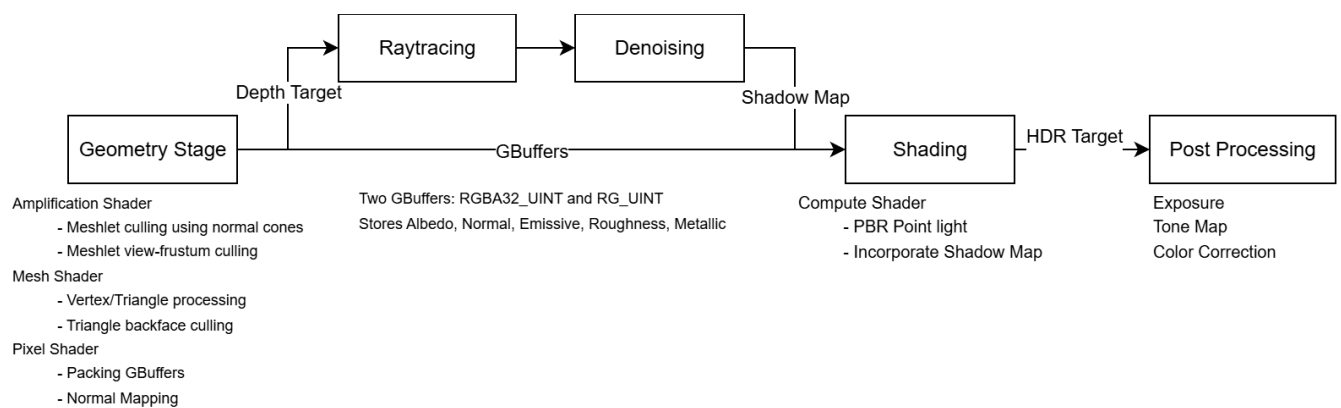 Raytracing
Denoising
Depth Target
Shadow Map
Geometry Stage
GBuffers
Shading
HDR Target
Post Processing
Amplification Shader
- Meshlet culling using normal cones
- Meshlet view-frustum culling
Mesh Shader
- Vertex/Triangle processing
- Triangle backface culling
Pixel Shader
- Packing GBuffers
- Normal Mapping
Two GBuffers: RGBA32_UINT and RG_UINT
Stores Albedo, Normal, Emissive, Roughness, Metallic
Compute Shader
- PBR Point light
- Incorporate Shadow Map
Exposure
Tone Map
Color Correction